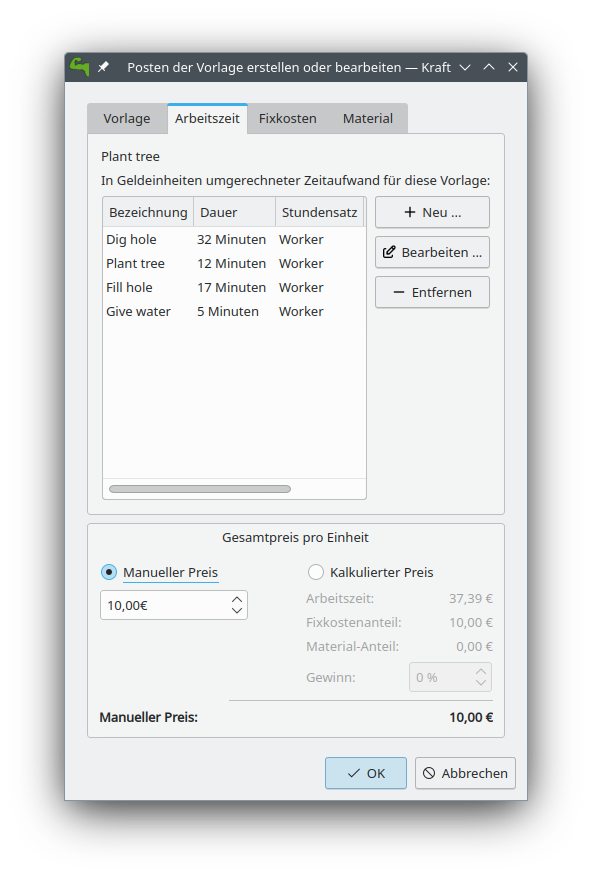 Posten der Vorlage erstellen oder bearbeiten — Kraft
Vorlage Arbeitszeit Fixkosten Material
Plant tree
In Geldeinheiten umgerechneter Zeitaufwand für diese Vorlage:
Bezeichnung Dauer Stundensatz
Dig hole 32 Minuten Worker
Plant tree 12 Minuten Worker
Fill hole 17 Minuten Worker
Give water 5 Minuten Worker
Neu ...
Bearbeiten ...
Entfernen
Gesamtpreis pro Einheit
Manueller Preis
10,00€
Kalkulierter Preis
Arbeitszeit: 37,39 €
Fixkostenanteil: 10,00 €
Material-Anteil: 0,00 €
Gewinn: 0 %
Manueller Preis: 10,00 €
OK Abbrechen